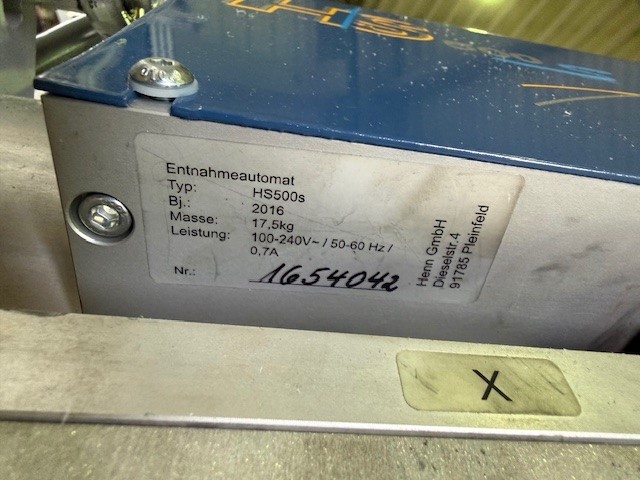 HS
Entnahmeautomat
Typ: HS500s
Bj.: 2016
Masse: 17,5kg
Leistung: 100-240V~ / 50-60 Hz /
0,7A
Nr.: 1654042
Henn GmbH
Dieselstr.4
91785 Pleinfeld
X